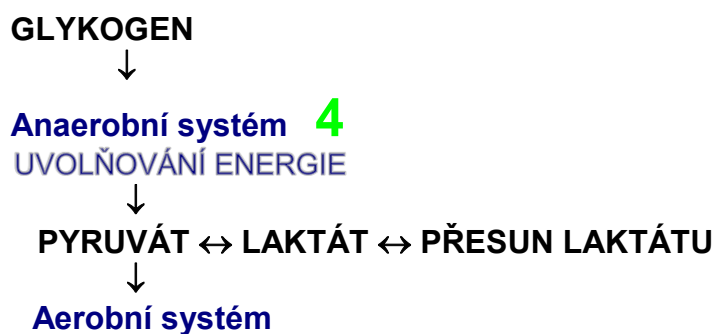 GLYKOGEN
↓
Anaerobní systém 4
UVOLŇOVÁNÍ ENERGIE
↓
PYRUVÁT ↔ LAKTÁT ↔ PŘESUN LAKTÁTU
↓
Aerobní systém